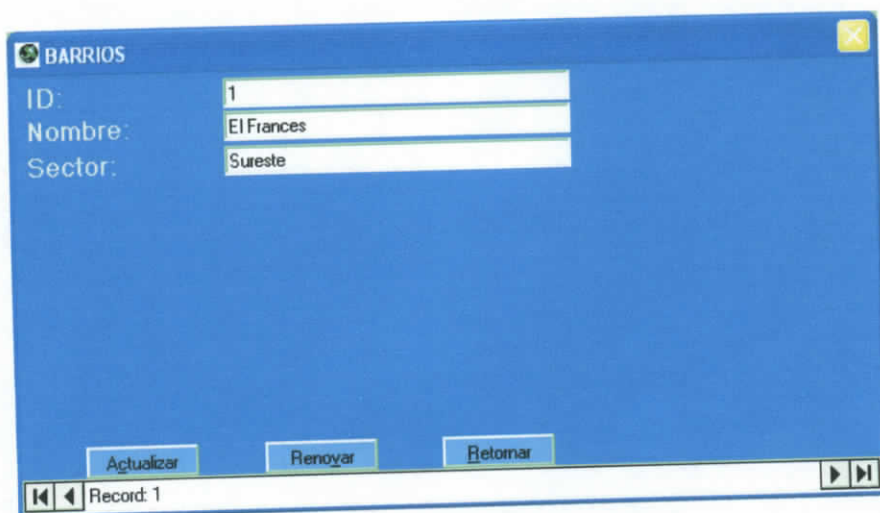 BARRIOS
ID: 1
Nombre: El Frances
Sector: Sureste
Actualizar Renovar Retornar
Record: 1